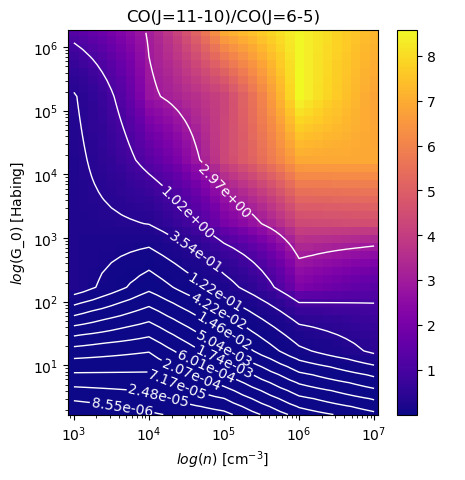 CO(J=11-10)/CO(J=6-5)
log(G_0) [Habing]
10^6
10^5
10^4
10^3
10^2
10^1
2.97e+00
1.02e+00
3.54e-01
1.22e-01
4.22e-02
1.46e-02
5.04e-03
1.74e-03
6.01e-04
2.07e-04
7.17e-05
2.48e-05
8.55e-06
8
7
6
5
4
3
2
1
10^3 10^4 10^5 10^6 10^7
log(n) [cm^−3]